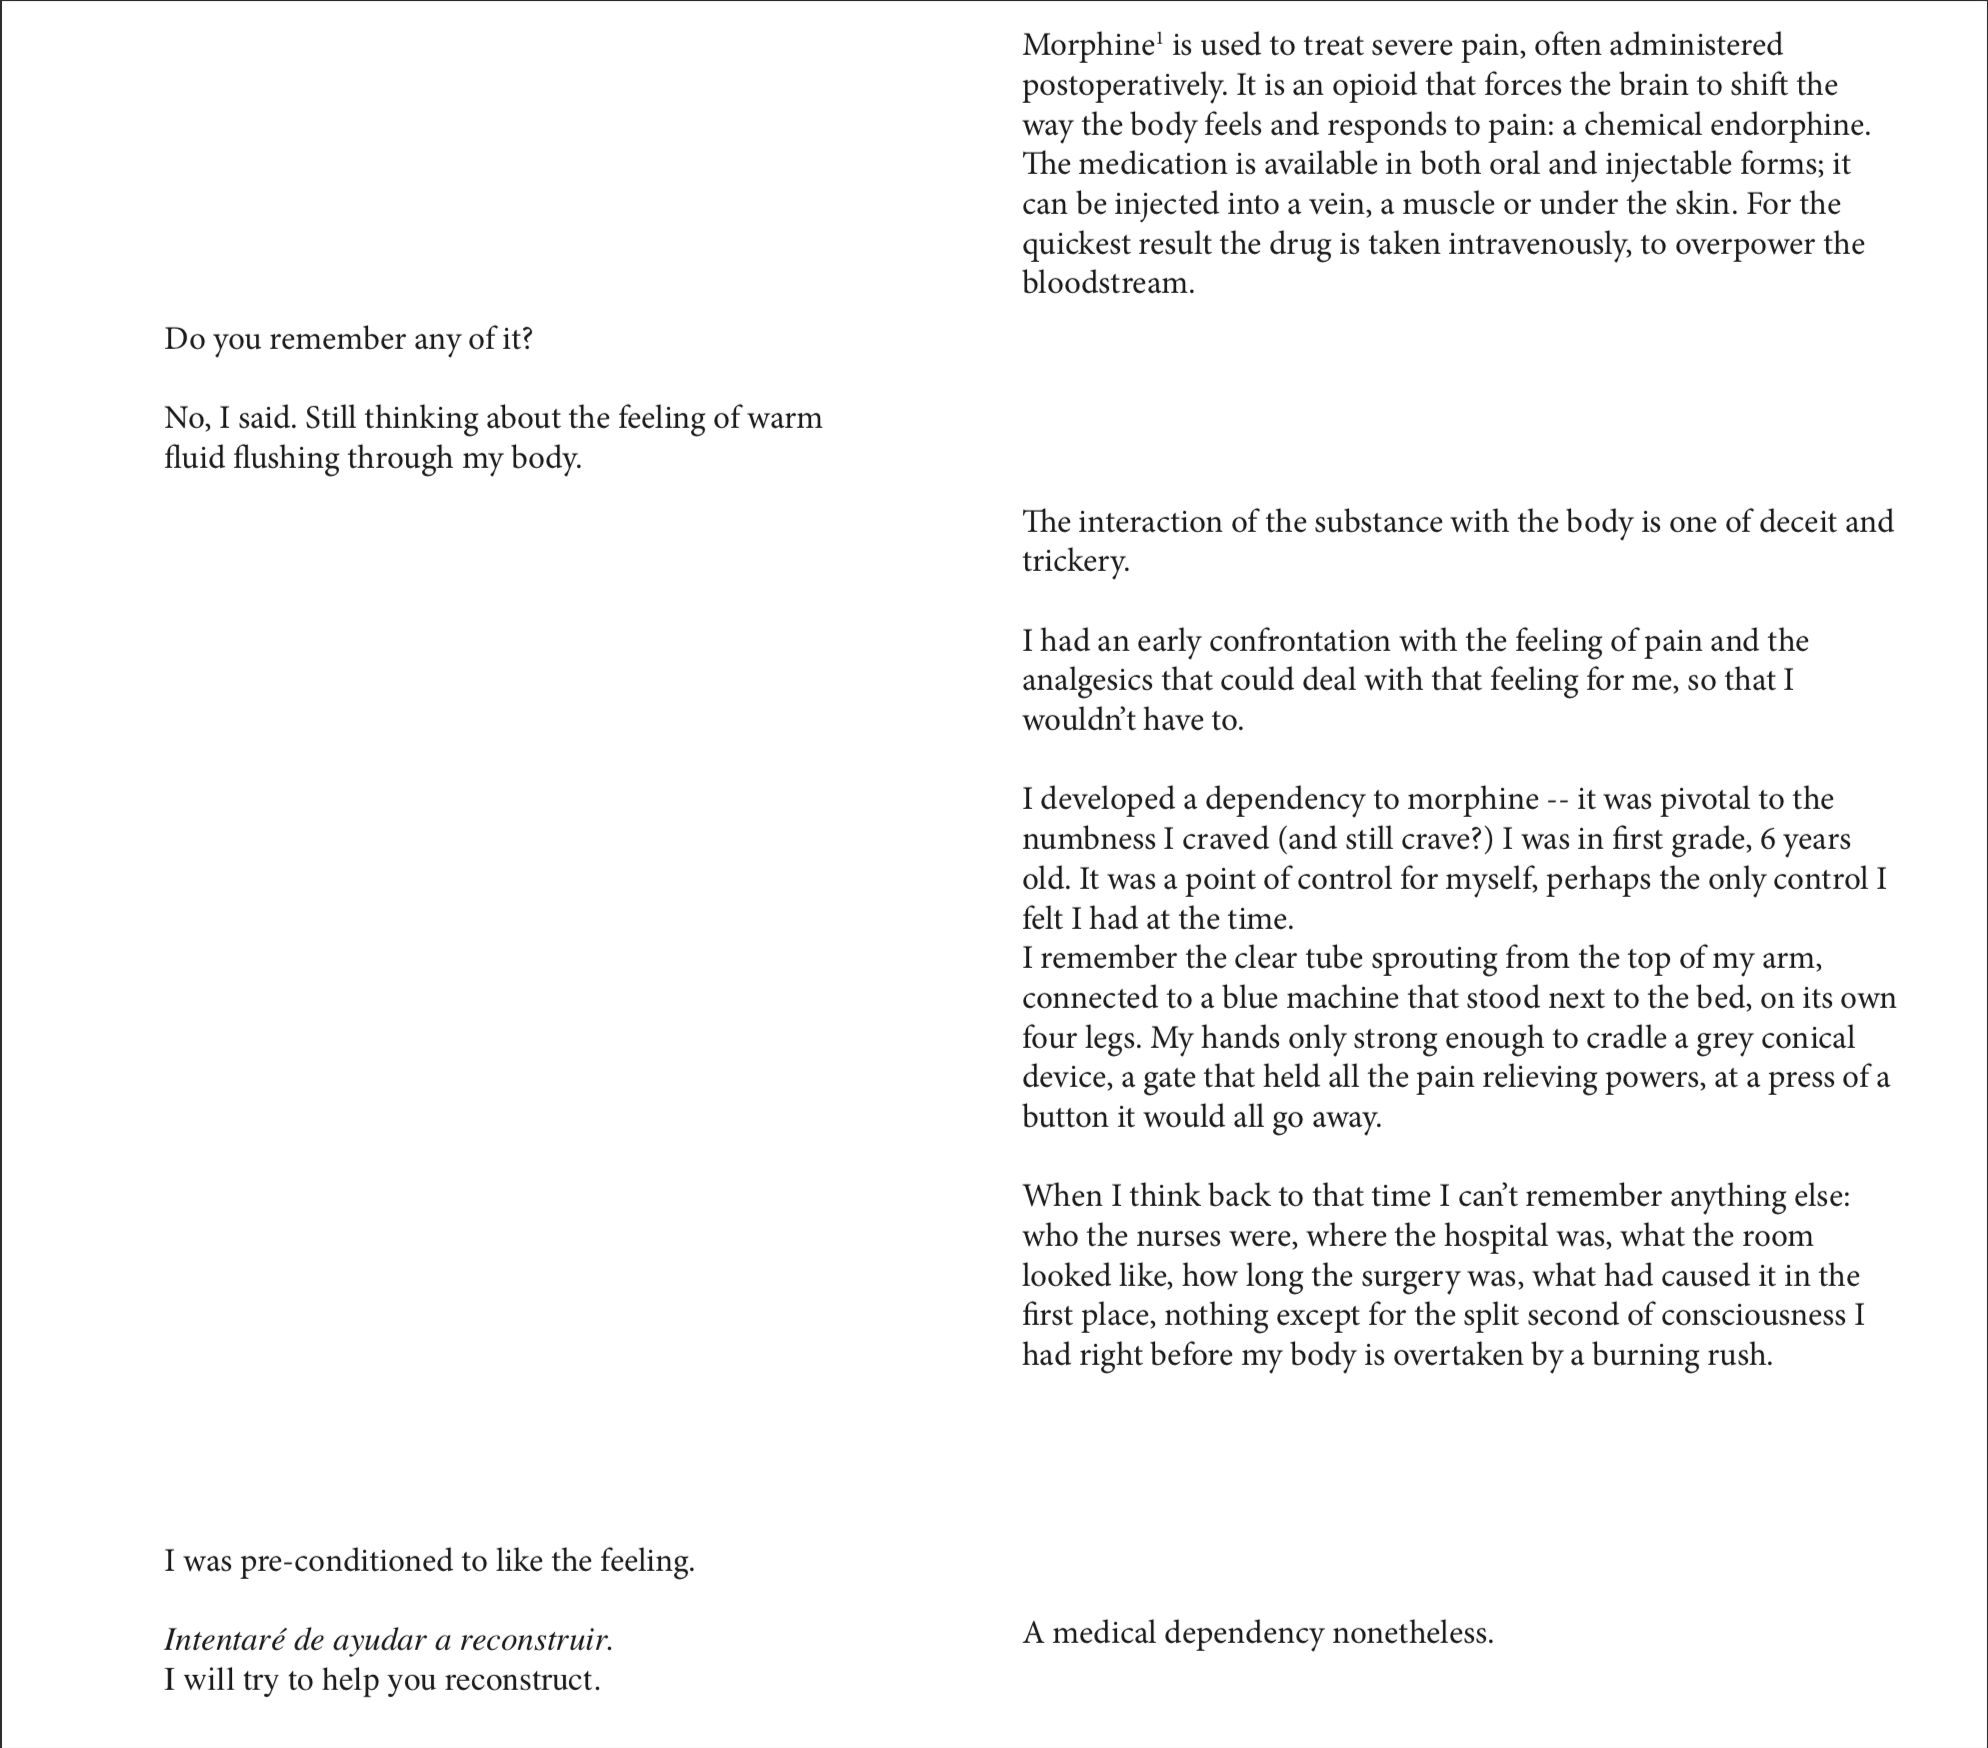 Morphine¹ is used to treat severe pain, often administered
postoperatively. It is an opioid that forces the brain to shift the
way the body feels and responds to pain: a chemical endorphine.
The medication is available in both oral and injectable forms; it
can be injected into a vein, a muscle or under the skin. For the
quickest result the drug is taken intravenously, to overpower the
bloodstream.
Do you remember any of it?
No, I said. Still thinking about the feeling of warm
fluid flushing through my body.
The interaction of the substance with the body is one of deceit and
trickery.
I had an early confrontation with the feeling of pain and the
analgesics that could deal with that feeling for me, so that I
wouldn’t have to.
I developed a dependency to morphine -- it was pivotal to the
numbness I craved (and still crave?) I was in first grade, 6 years
old. It was a point of control for myself, perhaps the only control I
felt I had at the time.
I remember the clear tube sprouting from the top of my arm,
connected to a blue machine that stood next to the bed, on its own
four legs. My hands only strong enough to cradle a grey conical
device, a gate that held all the pain relieving powers, at a press of a
button it would all go away.
When I think back to that time I can’t remember anything else:
who the nurses were, where the hospital was, what the room
looked like, how long the surgery was, what had caused it in the
first place, nothing except for the split second of consciousness I
had right before my body is overtaken by a burning rush.
I was pre-conditioned to like the feeling.
Intentaré de ayudar a reconstruir.
I will try to help you reconstruct.
A medical dependency nonetheless.